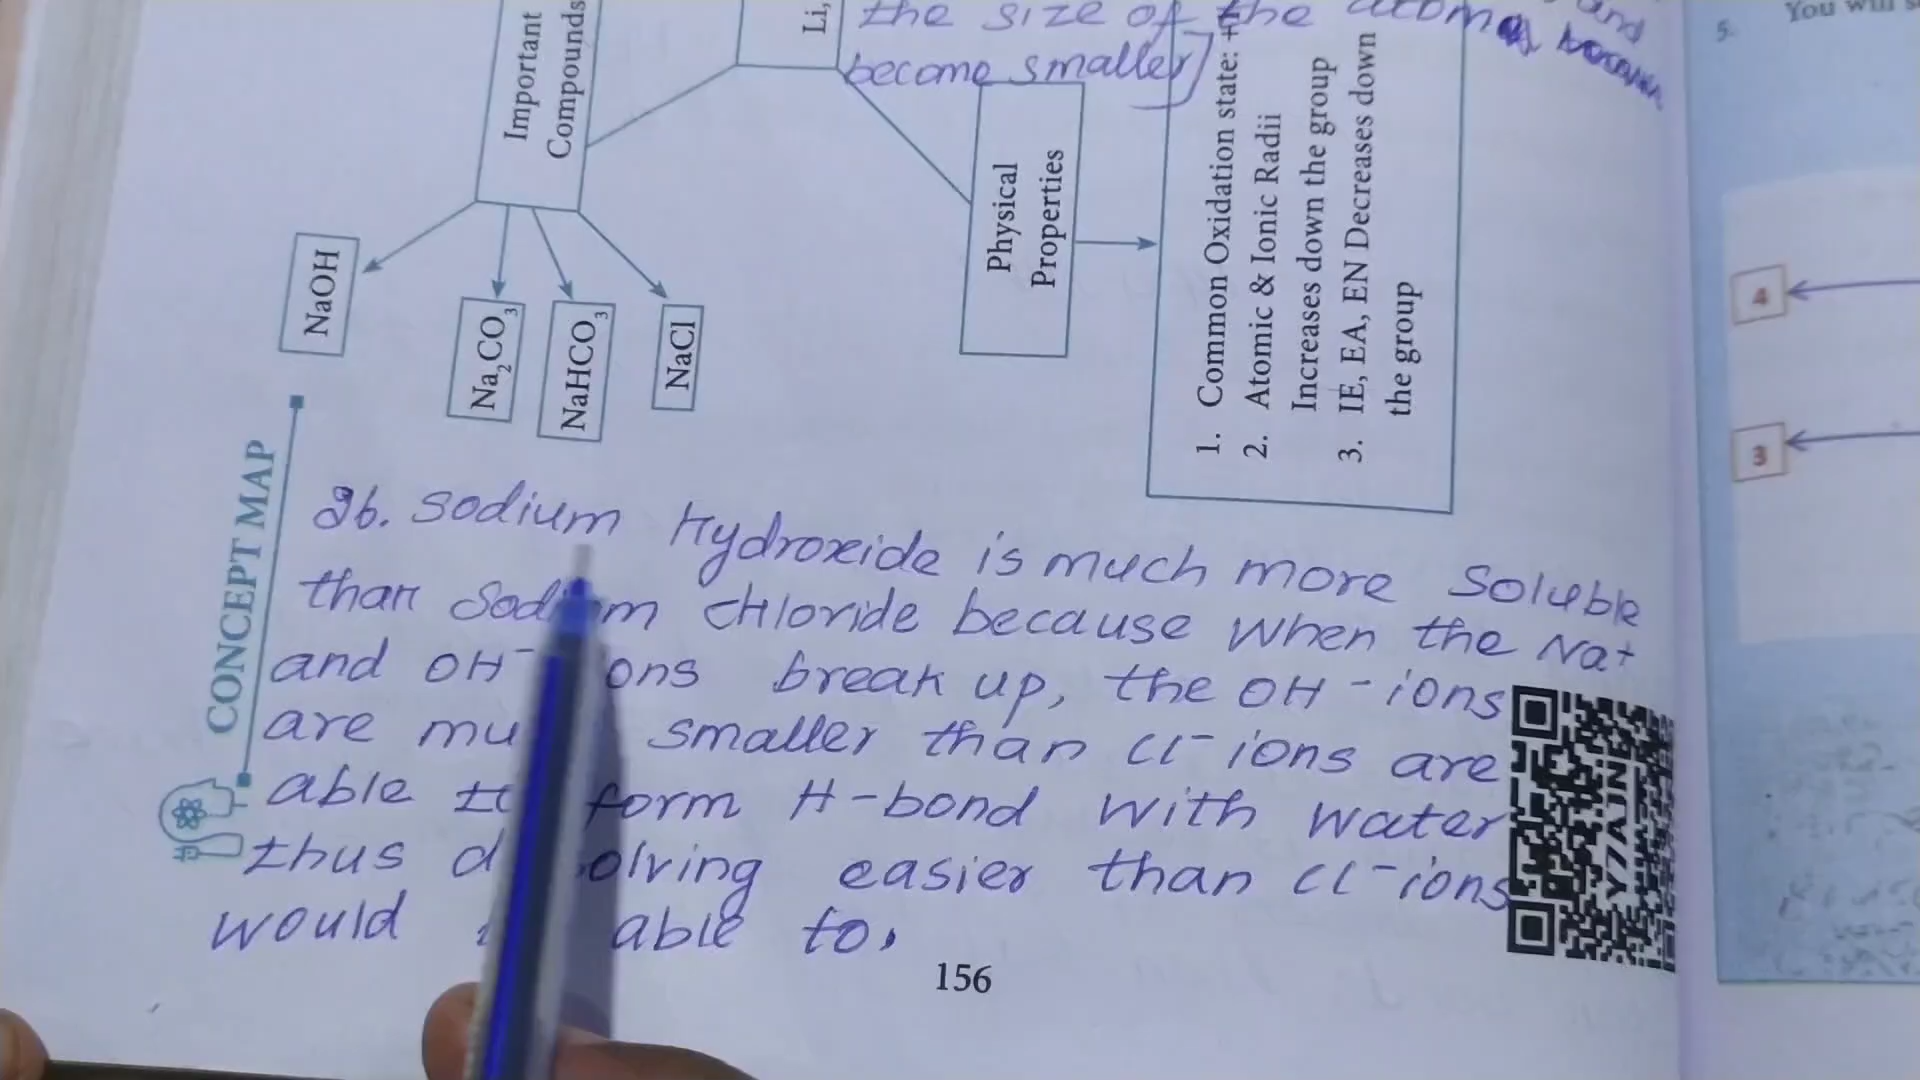 the size of the atom
become smaller]
Important
Compounds
Li,
NaOH
Na2CO3
NaHCO3
NaCl
Physical
Properties
1. Common Oxidation state:
2. Atomic & Ionic Radii
Increases down the group
3. IE, EA, EN Decreases down
the group
CONCEPT MAP
26. Sodium Hydroxide is much more soluble
than Sodium chloride because when the Na+
and OH- ons break up, the OH-ions
are mu smaller than Cl- ions are
able form H-bond with water
thus d olving easier than Cl-ions
would able to.
Y7AUNE
156
5. You will s
4
3